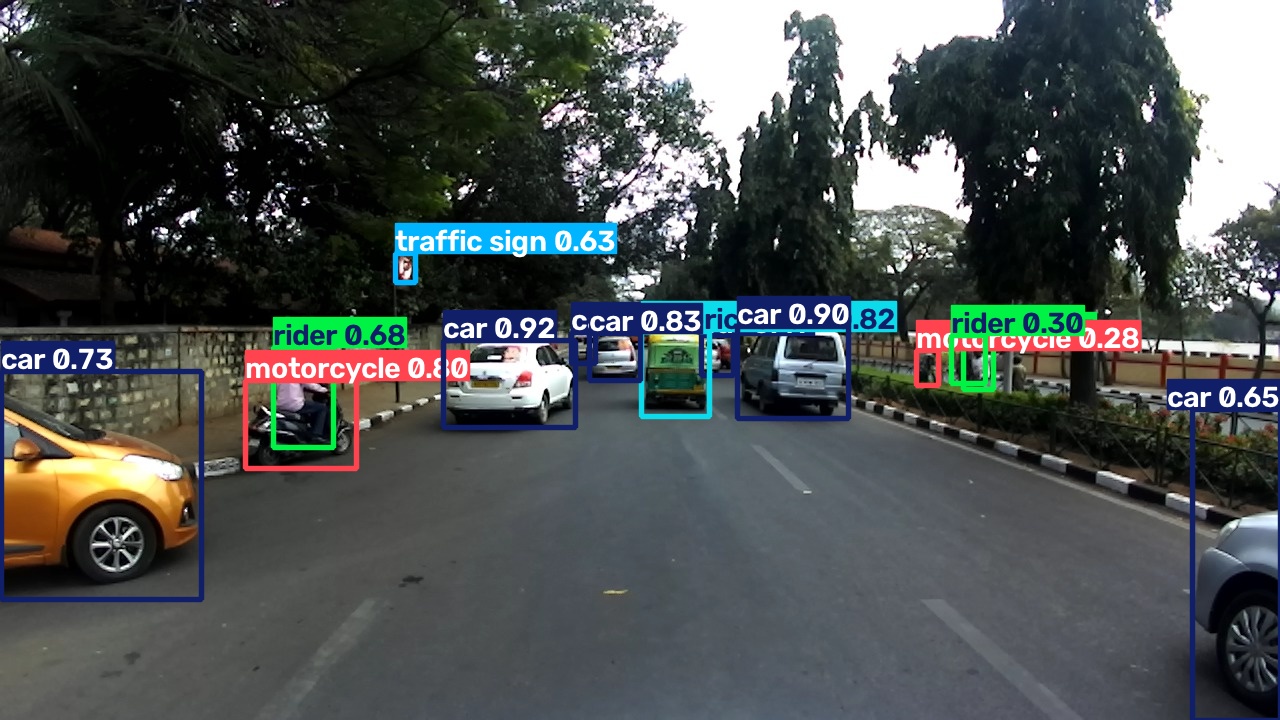 traffic sign 0.63
car 0.92
c
car 0.83
ric
car 0.90
.82
rider 0.68
rider 0.30
motorcycle 0.28
car 0.73
motorcycle 0.80
car 0.65